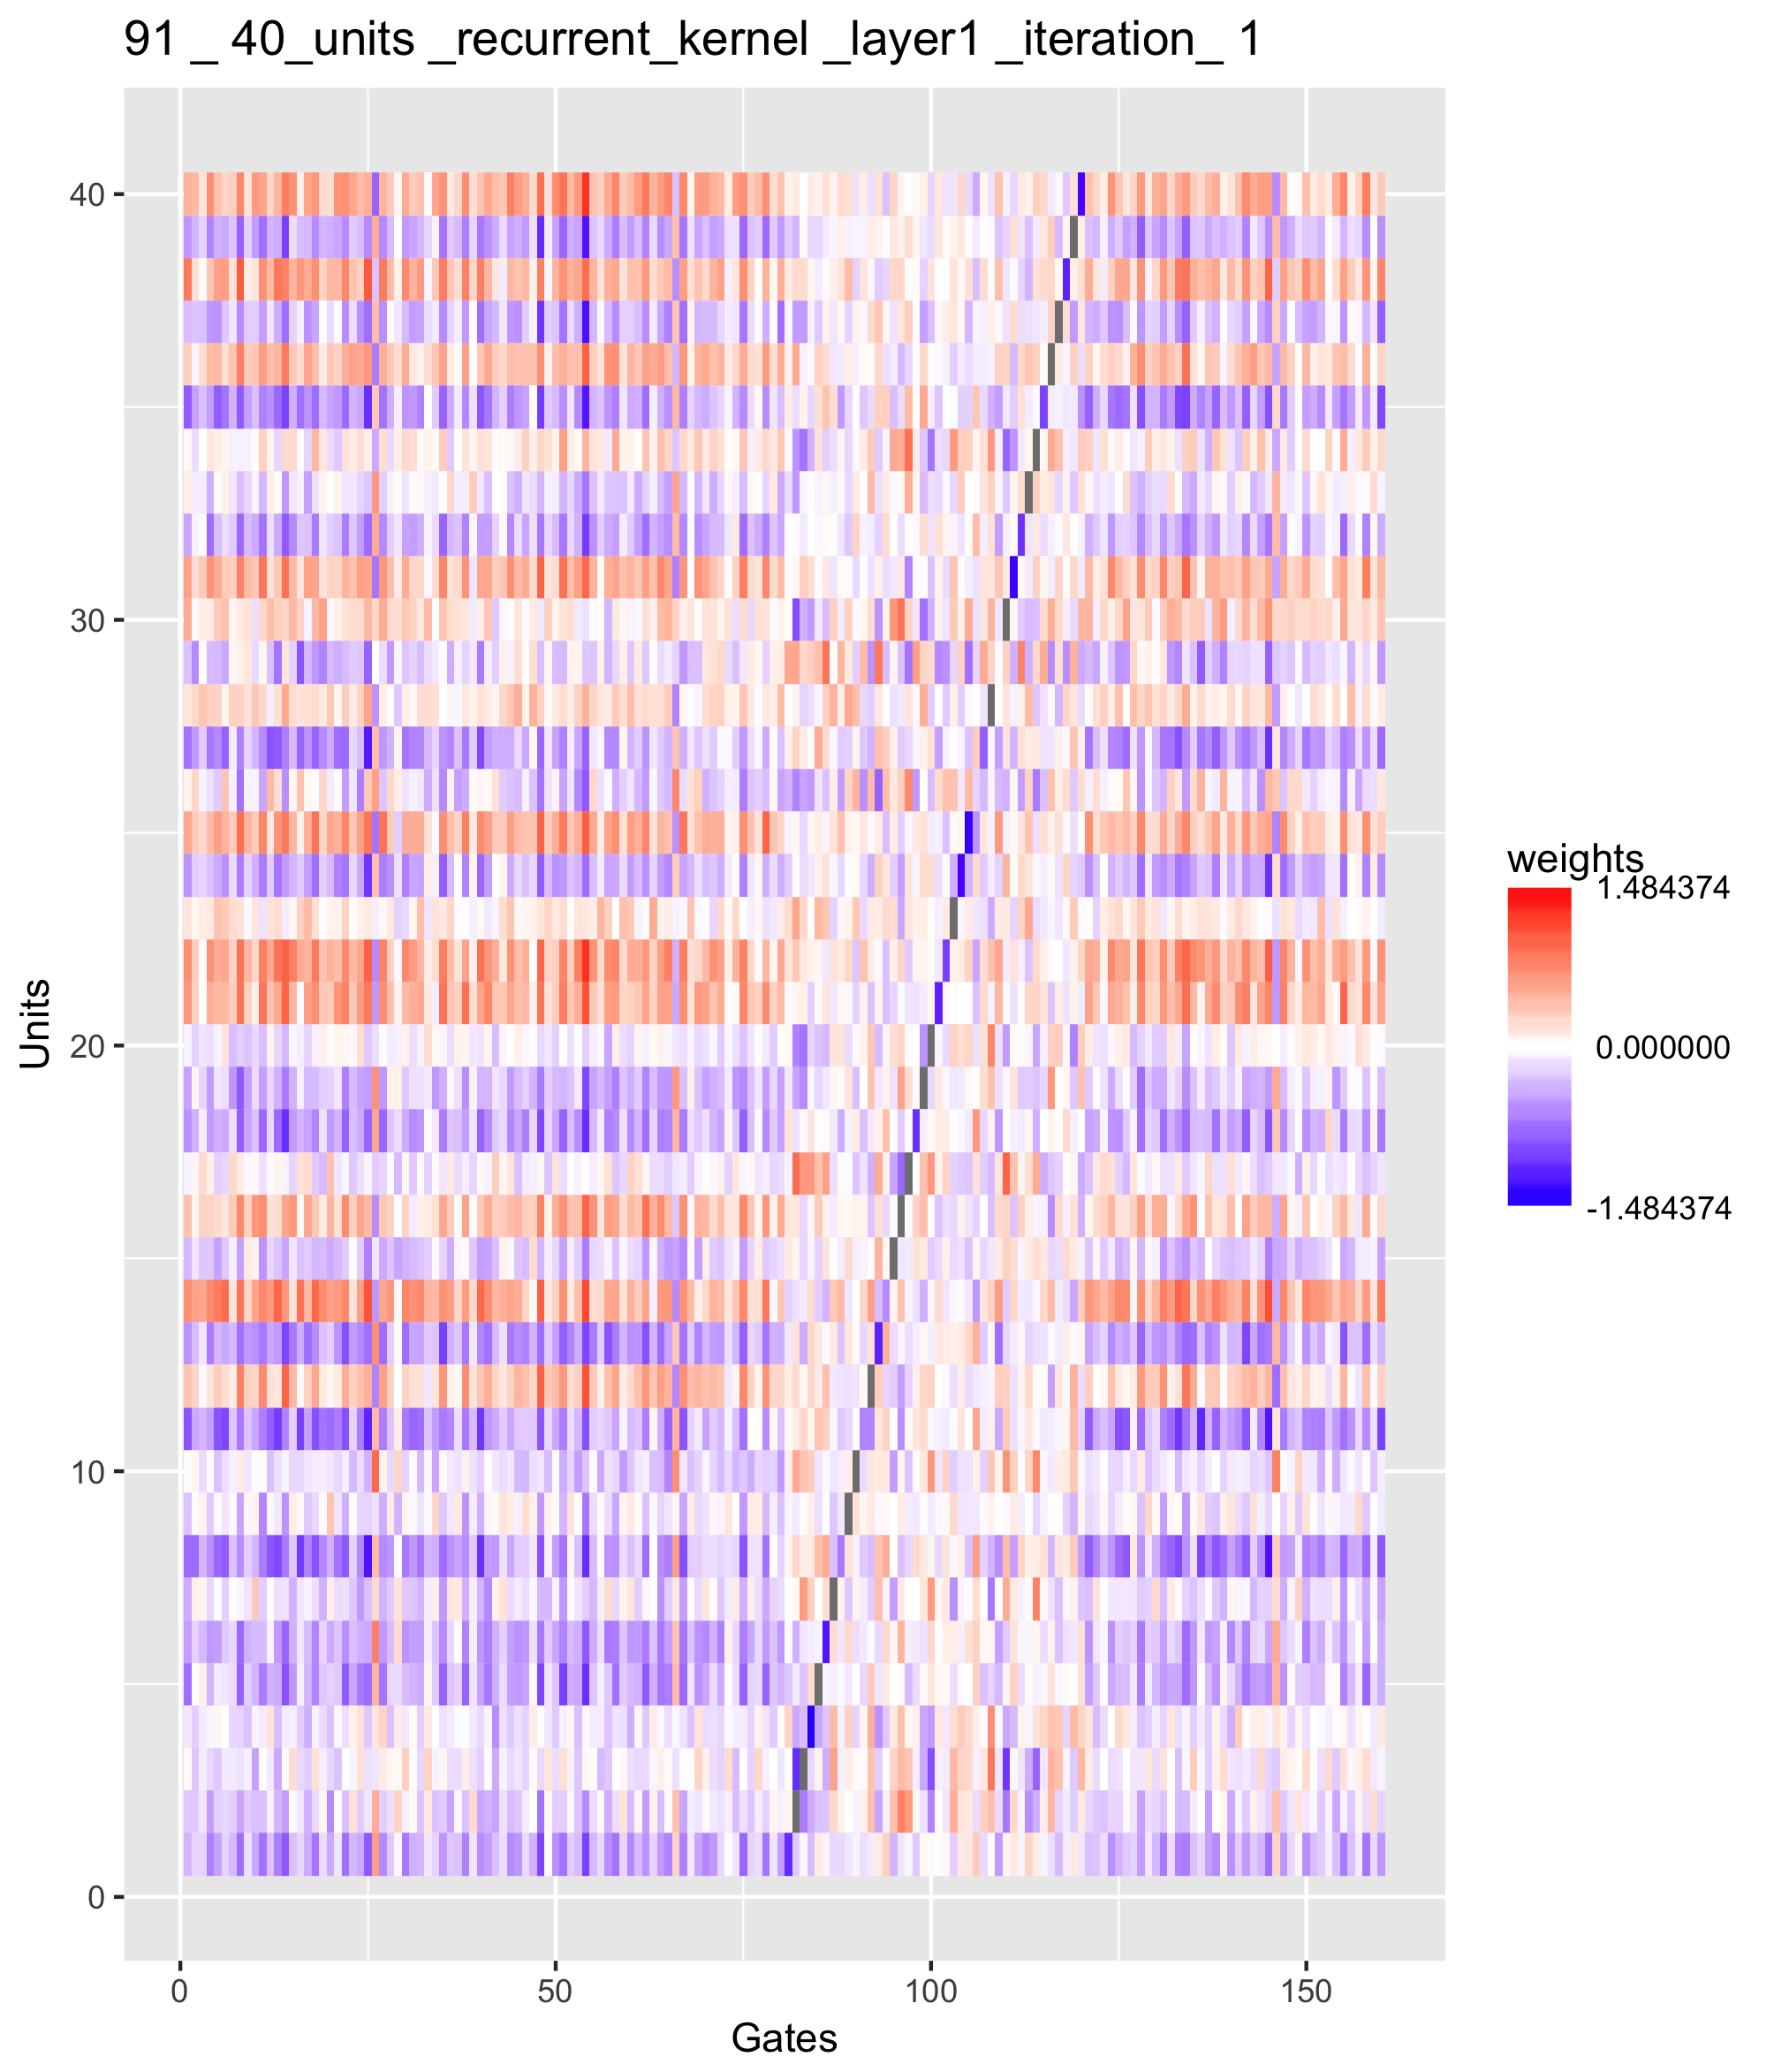 91 _ 40_units _recurrent_kernel _layer1 _iteration_ 1
40
30
20
10
0
Units
0 50 100 150
Gates
weights
1.484374
0.000000
-1.484374